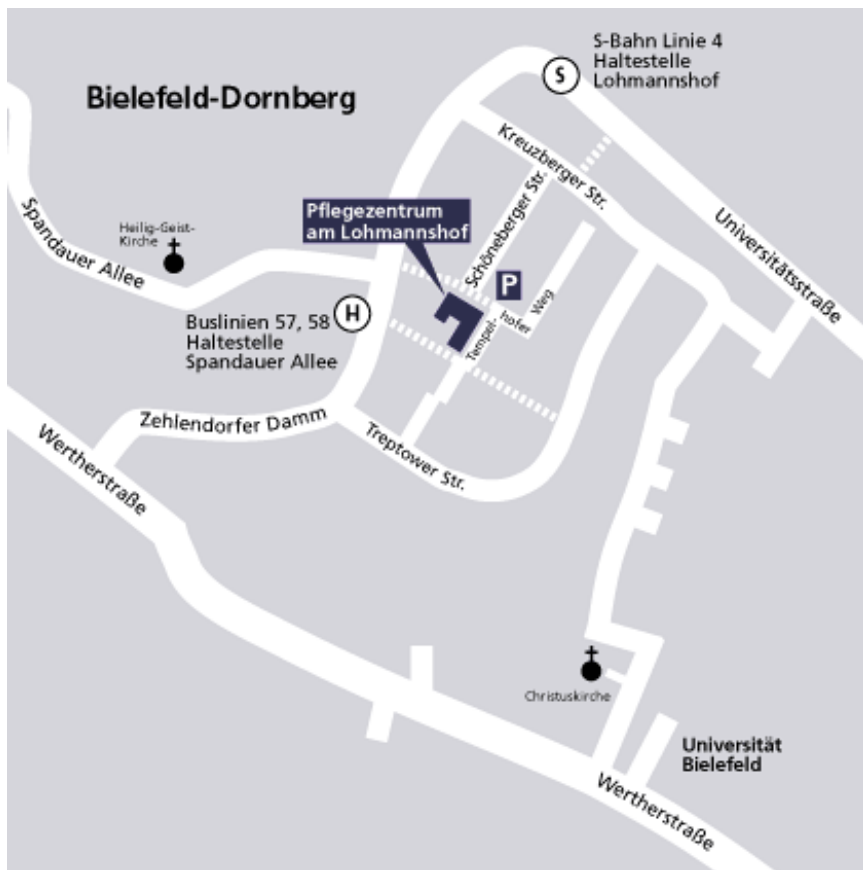 S-Bahn Linie 4
Haltestelle
Lohmannshof
S
Bielefeld-Dornberg
Kreuzberger Str.
Schöneberger Str.
Universitätsstraße
Pflegezentrum
am Lohmannshof
Spandauer Allee
Heilig-Geist-
Kirche
P
H
Buslinien 57, 58
Haltestelle
Spandauer Allee
Tempel-
hofer
Weg
Zehlendorfer Damm
Treptower Str.
Wertherstraße
Christuskirche
Universität
Bielefeld
Wertherstraße